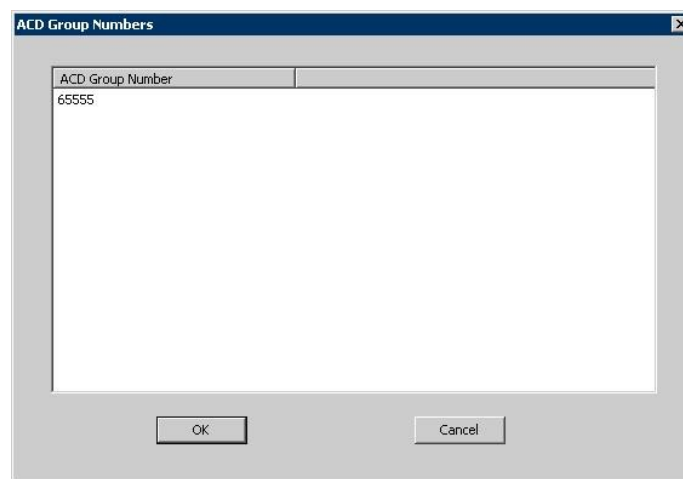 ACD Group Numbers
ACD Group Number
65555
OK
Cancel